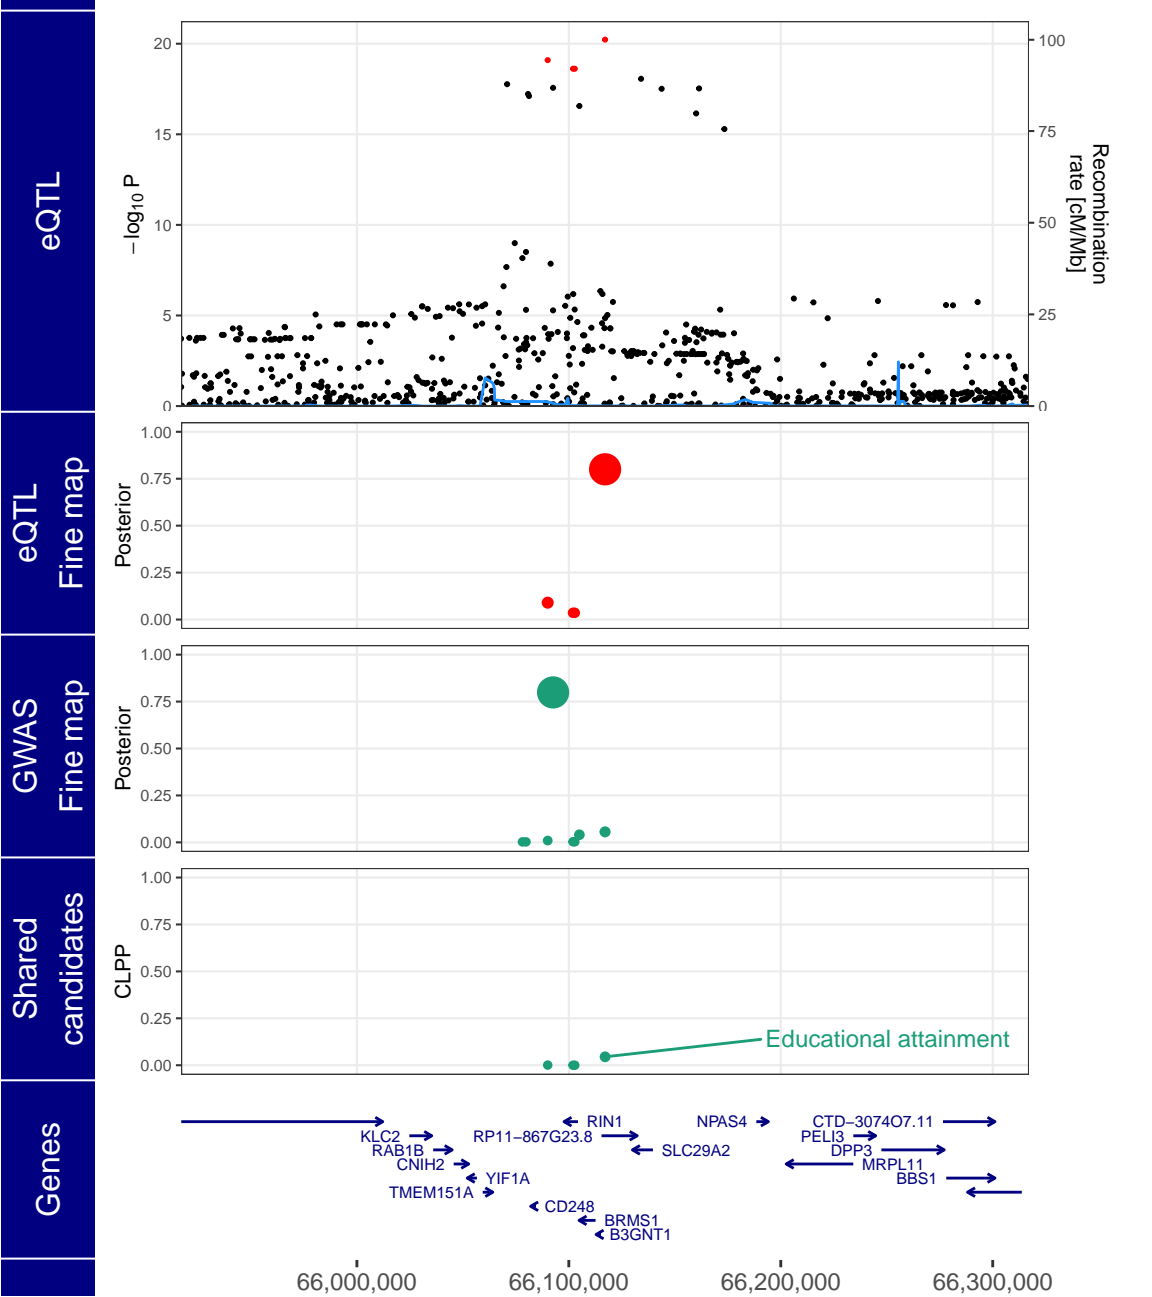 eQTL
−log10 P
20
15
10
5
0
100
75
50
25
0
Recombination
rate [cM/Mb]
eQTL
Fine map
Posterior
1.00
0.75
0.50
0.25
0.00
GWAS
Fine map
Posterior
1.00
0.75
0.50
0.25
0.00
Shared
candidates
CLPP
1.00
0.75
0.50
0.25
0.00
Educational attainment
Genes
RIN1
NPAS4
CTD−3074O7.11
KLC2
RP11−867G23.8
PELI3
RAB1B
SLC29A2
DPP3
CNIH2
MRPL11
YIF1A
BBS1
TMEM151A
CD248
BRMS1
B3GNT1
66,000,000
66,100,000
66,200,000
66,300,000